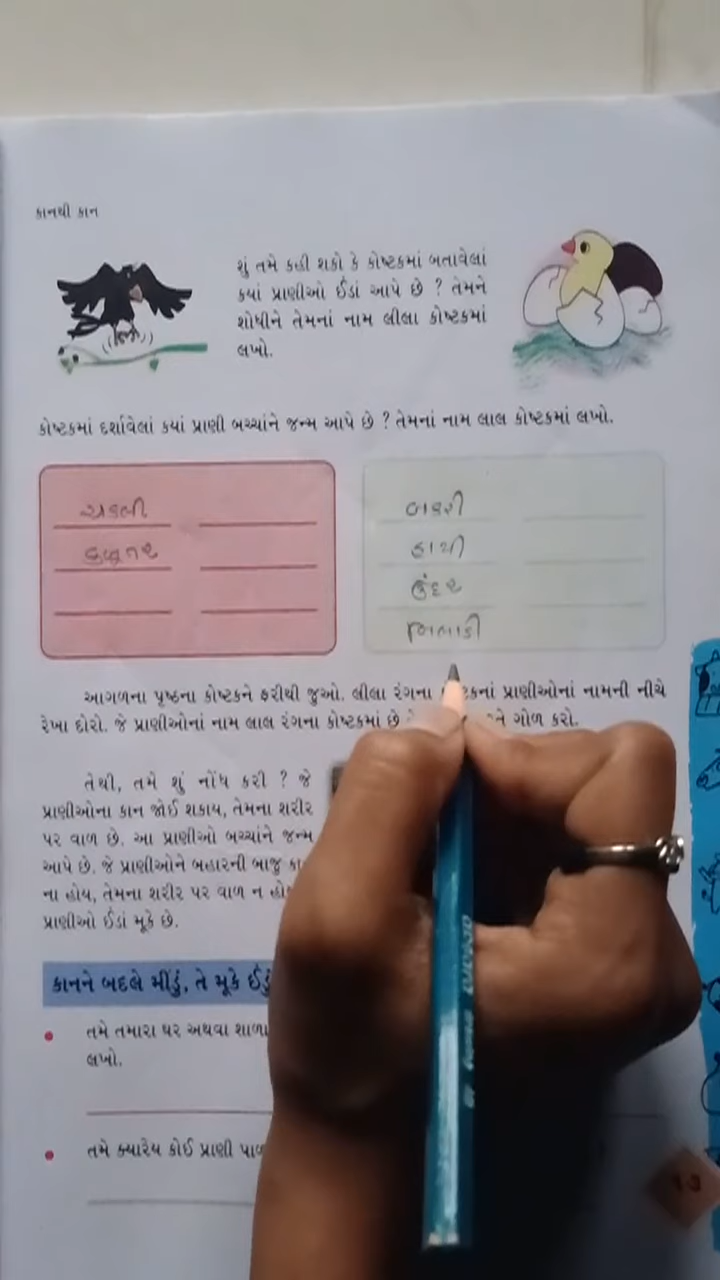 કાનથી કાન
શું તમે કહી શકો કે કોષ્ટકમાં બતાવેલાં
કયાં પ્રાણીઓ ઈંડાં આપે છે ? તેમને
શોધીને તેમનાં નામ લીલા કોષ્ટકમાં
લખો.
કોષ્ટકમાં દર્શાવેલાં કયાં પ્રાણી બચ્ચાંને જન્મ આપે છે ? તેમનાં નામ લાલ કોષ્ટકમાં લખો.
ચકલી
કબૂતર
બકરી
હાથી
ઉંદર
બિલાડી
આગળના પૃષ્ઠના કોષ્ટકને ફરીથી જુઓ. લીલા રંગના પ્રાણીઓનાં નામની નીચે
રેખા દોરો. જે પ્રાણીઓનાં નામ લાલ રંગના કોષ્ટકમાં છે ગોળ કરો.
તેથી, તમે શું નોંધ કરી ? જે
પ્રાણીઓના કાન જોઈ શકાય, તેમના શરીર
પર વાળ છે. આ પ્રાણીઓ બચ્ચાંને જન્મ
આપે છે. જે પ્રાણીઓને બહારની બાજુ
ના હોય, તેમના શરીર પર વાળ ન
પ્રાણીઓ ઈંડાં મૂકે છે.
કાનને બદલે મીંડું, તે મૂકે ઈંડું
તમે તમારા ઘર અથવા શાળા
લખો.
તમે ક્યારેય કોઈ પ્રાણી